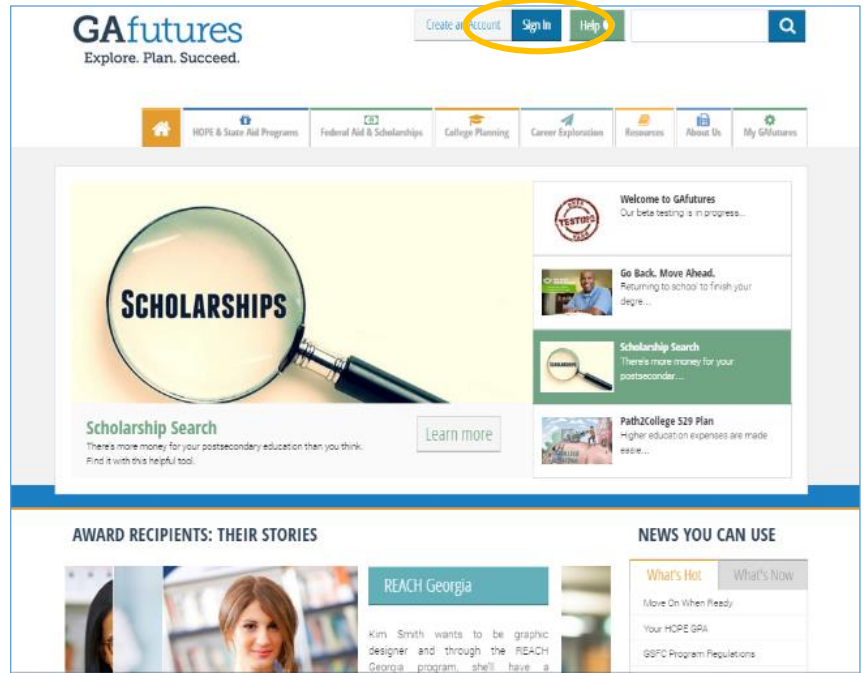 GAfutures
Explore. Plan. Succeed.
Create an Account
Sign In
Help
HOPE & State Aid Programs
Federal Aid & Scholarships
College Planning
Career Exploration
Resources
About Us
My GAfutures
SCHOLARSHIPS
Welcome to GAfutures
Our beta testing is in progress...
Go Back. Move Ahead.
Returning to school to finish your
degre...
Scholarship Search
There's more money for your
postseconder...
Path2College 529 Plan
Higher education expenses are made
easie...
Scholarship Search
There's more money for your postsecondary education than you think.
Find it with this helpful tool.
Learn more
AWARD RECIPIENTS: THEIR STORIES
REACH Georgia
Kim Smith wants to be graphic
designer and through the REACH
Georgia program, she'll have a
NEWS YOU CAN USE
What's Hot
What's Now
Move On When Ready
Your HOPE GPA
GSFC Program Regulations